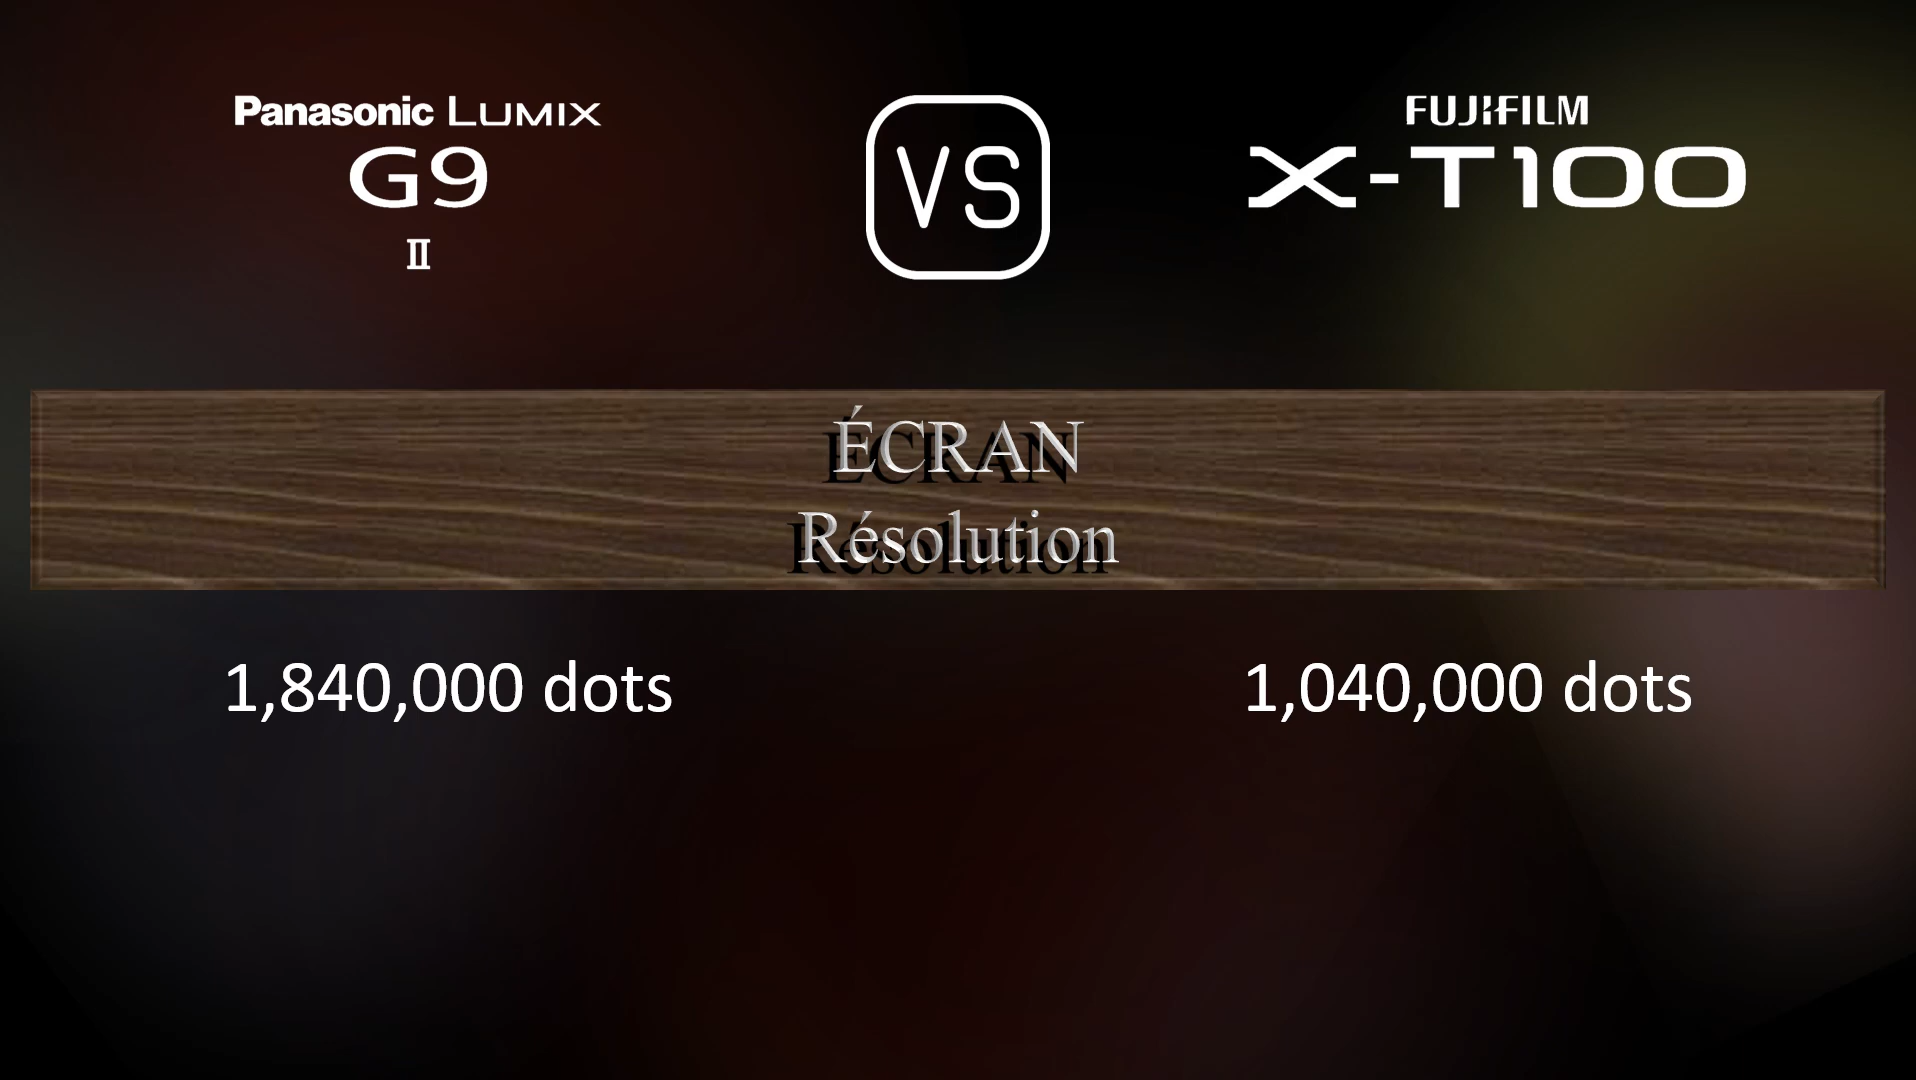 Panasonic LUMIX
G9
II
VS
FUJIFILM
X-T100
ÉCRAN
Résolution
1,840,000 dots
1,040,000 dots